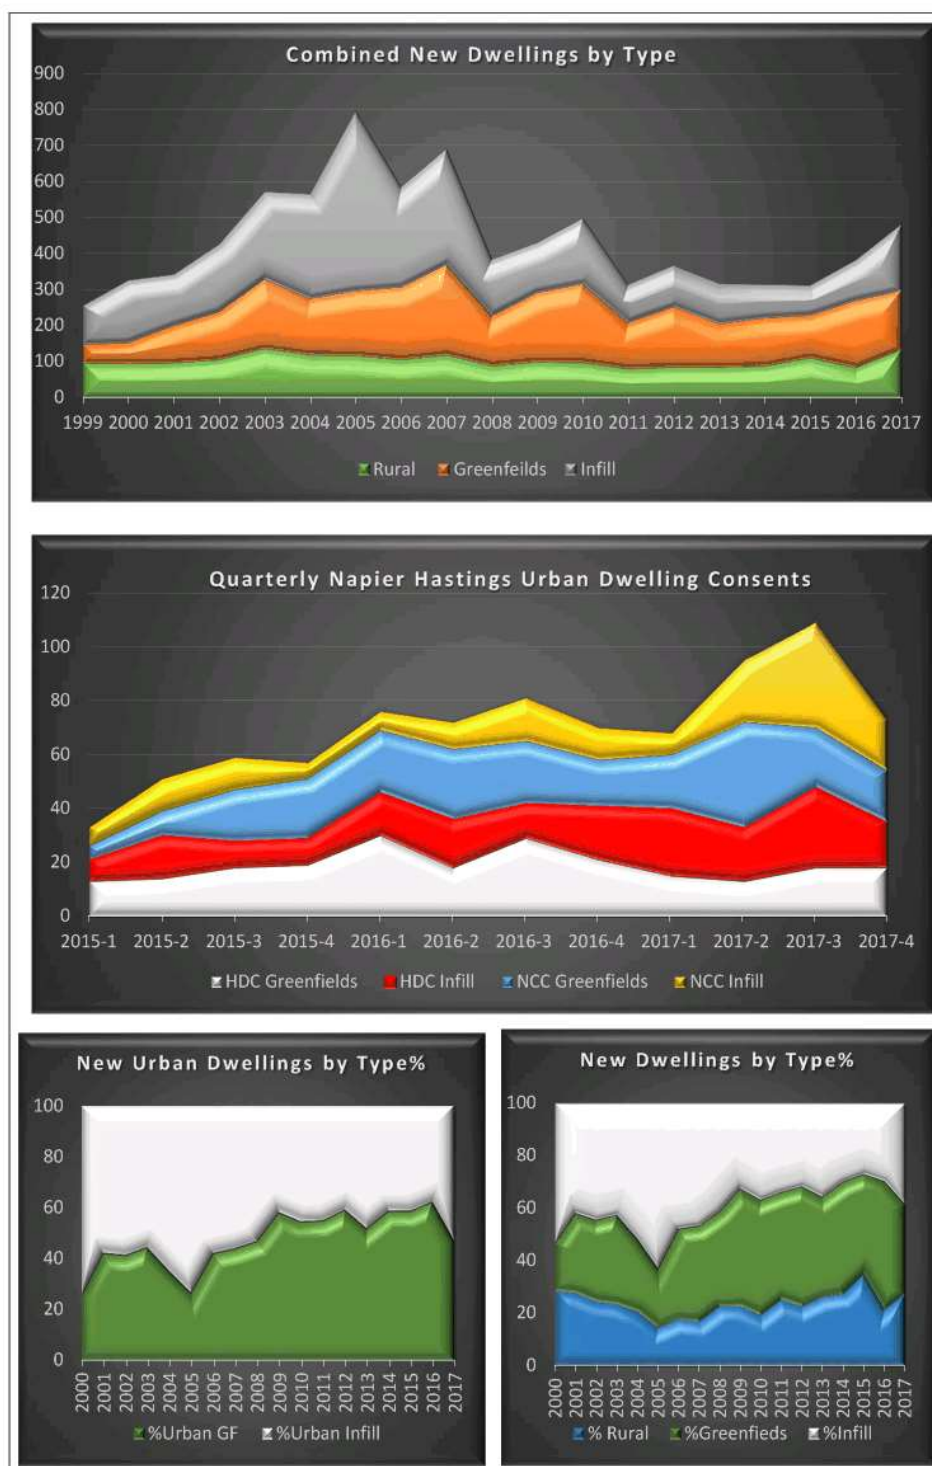 Combined New Dwellings by Type
900
800
700
600
500
400
300
200
100
0
1999 2000 2001 2002 2003 2004 2005 2006 2007 2008 2009 2010 2011 2012 2013 2014 2015 2016 2017
Rural Greenfeilds Infill
Quarterly Napier Hastings Urban Dwelling Consents
120
100
80
60
40
20
0
2015-1 2015-2 2015-3 2015-4 2016-1 2016-2 2016-3 2016-4 2017-1 2017-2 2017-3 2017-4
HDC Greenfields HDC Infill NCC Greenfields NCC Infill
New Urban Dwellings by Type%
100
80
60
40
20
0
2000 2001 2002 2003 2004 2005 2006 2007 2008 2009 2010 2011 2012 2013 2014 2015 2016 2017
%Urban GF %Urban Infill
New Dwellings by Type%
100
80
60
40
20
0
2000 2001 2002 2003 2004 2005 2006 2007 2008 2009 2010 2011 2012 2013 2014 2015 2016 2017
% Rural %Greenfieds %Infill